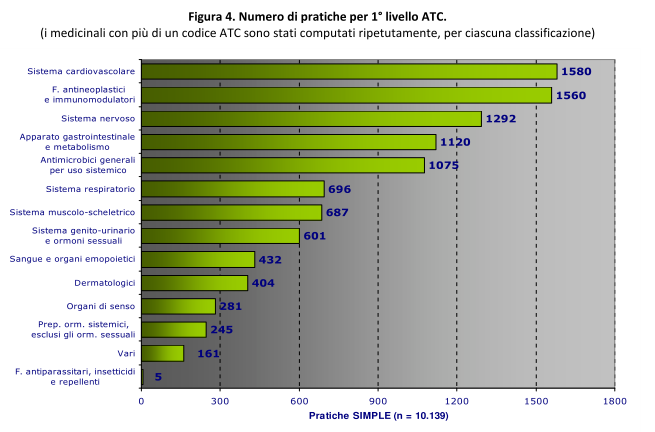 Figura 4. Numero di pratiche per 1° livello ATC.
(i medicinali con più di un codice ATC sono stati computati ripetutamente, per ciascuna classificazione)
Sistema cardiovascolare
1580
F. antineoplastici
e immunomodulatori
1560
Sistema nervoso
1292
Apparato gastrointestinale
e metabolismo
1120
Antimicrobici generali
per uso sistemico
1075
Sistema respiratorio
696
Sistema muscolo-scheletrico
687
Sistema genito-urinario
e ormoni sessuali
601
Sangue e organi emopoietici
432
Dermatologici
404
Organi di senso
281
Prep. orm. sistemici,
esclusi gli orm. sessuali
245
Vari
161
F. antiparassitari, insetticidi
e repellenti
5
0 300 600 900 1200 1500 1800
Pratiche SIMPLE (n = 10.139)